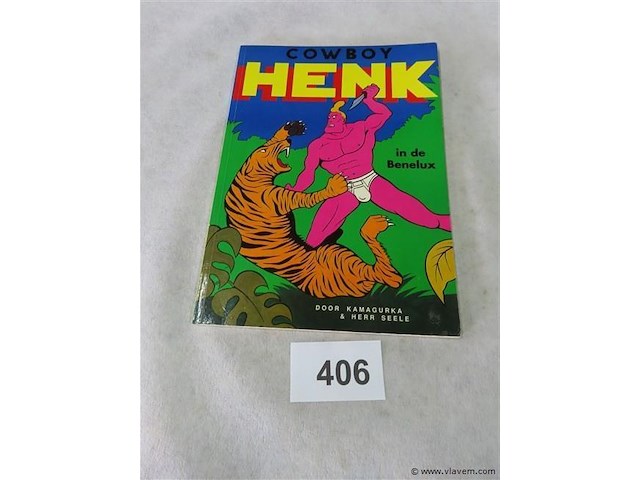 COWBOY
HENK
in de
Benelux
DOOR KAMAGURKA
& HERR SEELE
406
© www.vlavem.com